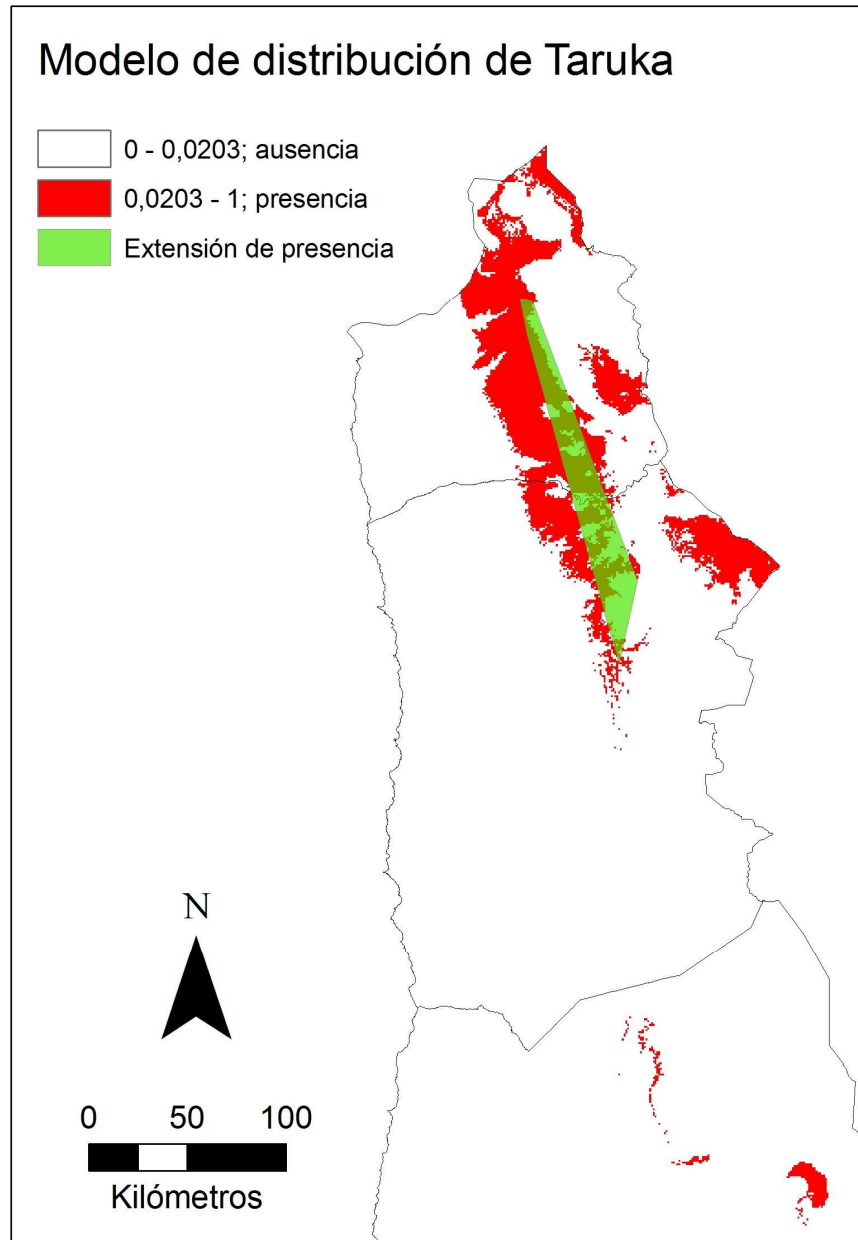 Modelo de distribución de Taruka
0 - 0,0203; ausencia
0,0203 - 1; presencia
Extensión de presencia
N
0 50 100
Kilómetros